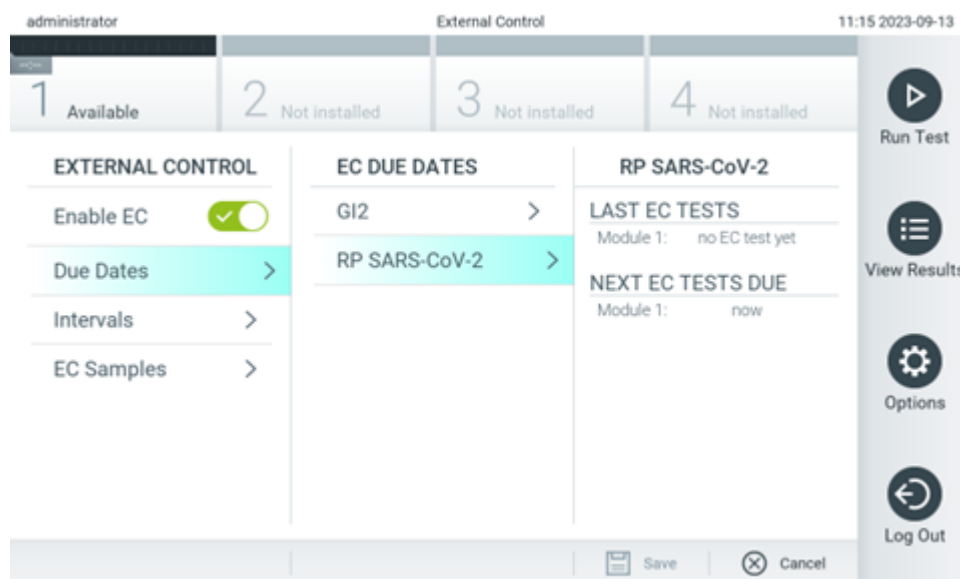 administrator
External Control
11:15 2023-09-13
1 Available
2 Not installed
3 Not installed
4 Not installed
Run Test
View Results
Options
Log Out
EXTERNAL CONTROL
Enable EC
Due Dates
Intervals
EC Samples
EC DUE DATES
GI2
RP SARS-CoV-2
RP SARS-CoV-2
LAST EC TESTS
Module 1: no EC test yet
NEXT EC TESTS DUE
Module 1: now
Save
Cancel